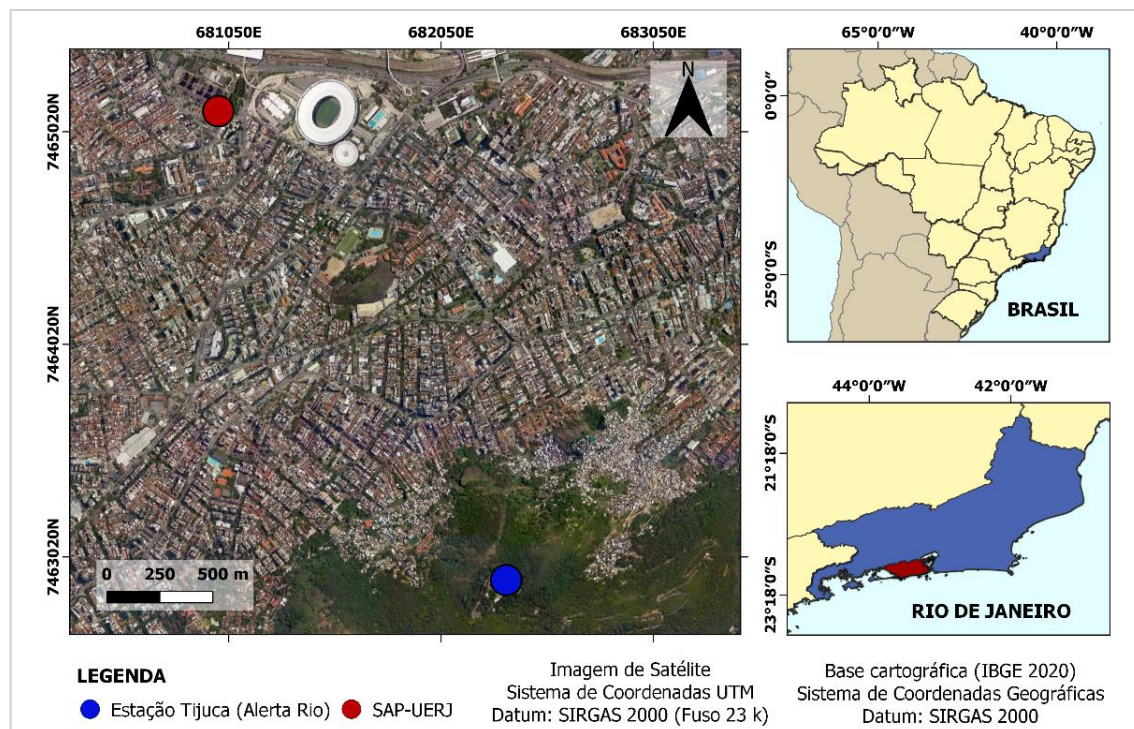 681050E 682050E 683050E
7465020N
7464020N
7463020N
N
0 250 500 m
65°0′0″W 40°0′0″W
0°0′0″
25°0′0″S
BRASIL
44°0′0″W 42°0′0″W
21°18′0″S
23°18′0″S
RIO DE JANEIRO
LEGENDA
Estação Tijuca (Alerta Rio) SAP-UERJ
Imagem de Satélite
Sistema de Coordenadas UTM
Datum: SIRGAS 2000 (Fuso 23 k)
Base cartográfica (IBGE 2020)
Sistema de Coordenadas Geográficas
Datum: SIRGAS 2000